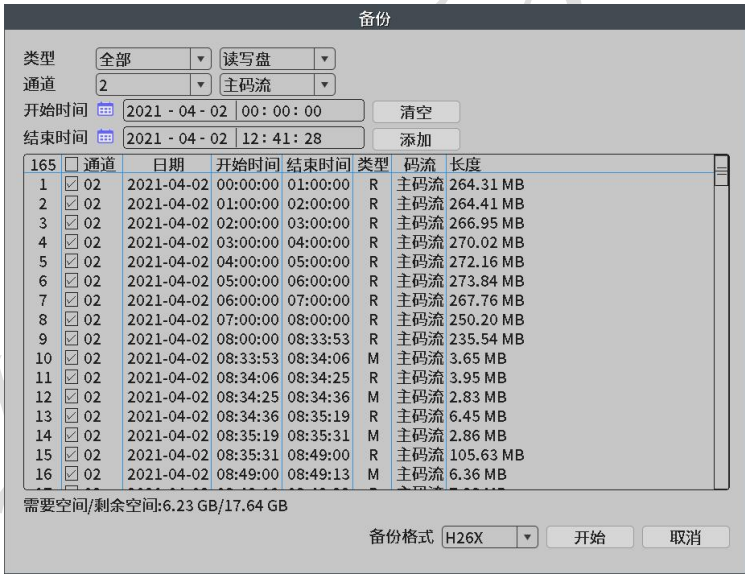 备份
类型 全部 读写盘
通道 2 主码流
开始时间 2021 - 04 - 02 00 : 00 : 00 清空
结束时间 2021 - 04 - 02 12 : 41 : 28 添加
165 通道 日期 开始时间 结束时间 类型 码流 长度
1 02 2021-04-02 00:00:00 01:00:00 R 主码流 264.31 MB
2 02 2021-04-02 01:00:00 02:00:00 R 主码流 264.41 MB
3 02 2021-04-02 02:00:00 03:00:00 R 主码流 266.95 MB
4 02 2021-04-02 03:00:00 04:00:00 R 主码流 270.02 MB
5 02 2021-04-02 04:00:00 05:00:00 R 主码流 272.16 MB
6 02 2021-04-02 05:00:00 06:00:00 R 主码流 273.84 MB
7 02 2021-04-02 06:00:00 07:00:00 R 主码流 267.76 MB
8 02 2021-04-02 07:00:00 08:00:00 R 主码流 250.20 MB
9 02 2021-04-02 08:00:00 08:33:53 R 主码流 235.54 MB
10 02 2021-04-02 08:33:53 08:34:06 M 主码流 3.65 MB
11 02 2021-04-02 08:34:06 08:34:25 R 主码流 3.95 MB
12 02 2021-04-02 08:34:25 08:34:36 M 主码流 2.83 MB
13 02 2021-04-02 08:34:36 08:35:19 R 主码流 6.45 MB
14 02 2021-04-02 08:35:19 08:35:31 M 主码流 2.86 MB
15 02 2021-04-02 08:35:31 08:49:00 R 主码流 105.63 MB
16 02 2021-04-02 08:49:00 08:49:13 M 主码流 6.36 MB
需要空间/剩余空间:6.23 GB/17.64 GB
备份格式 H26X 开始 取消